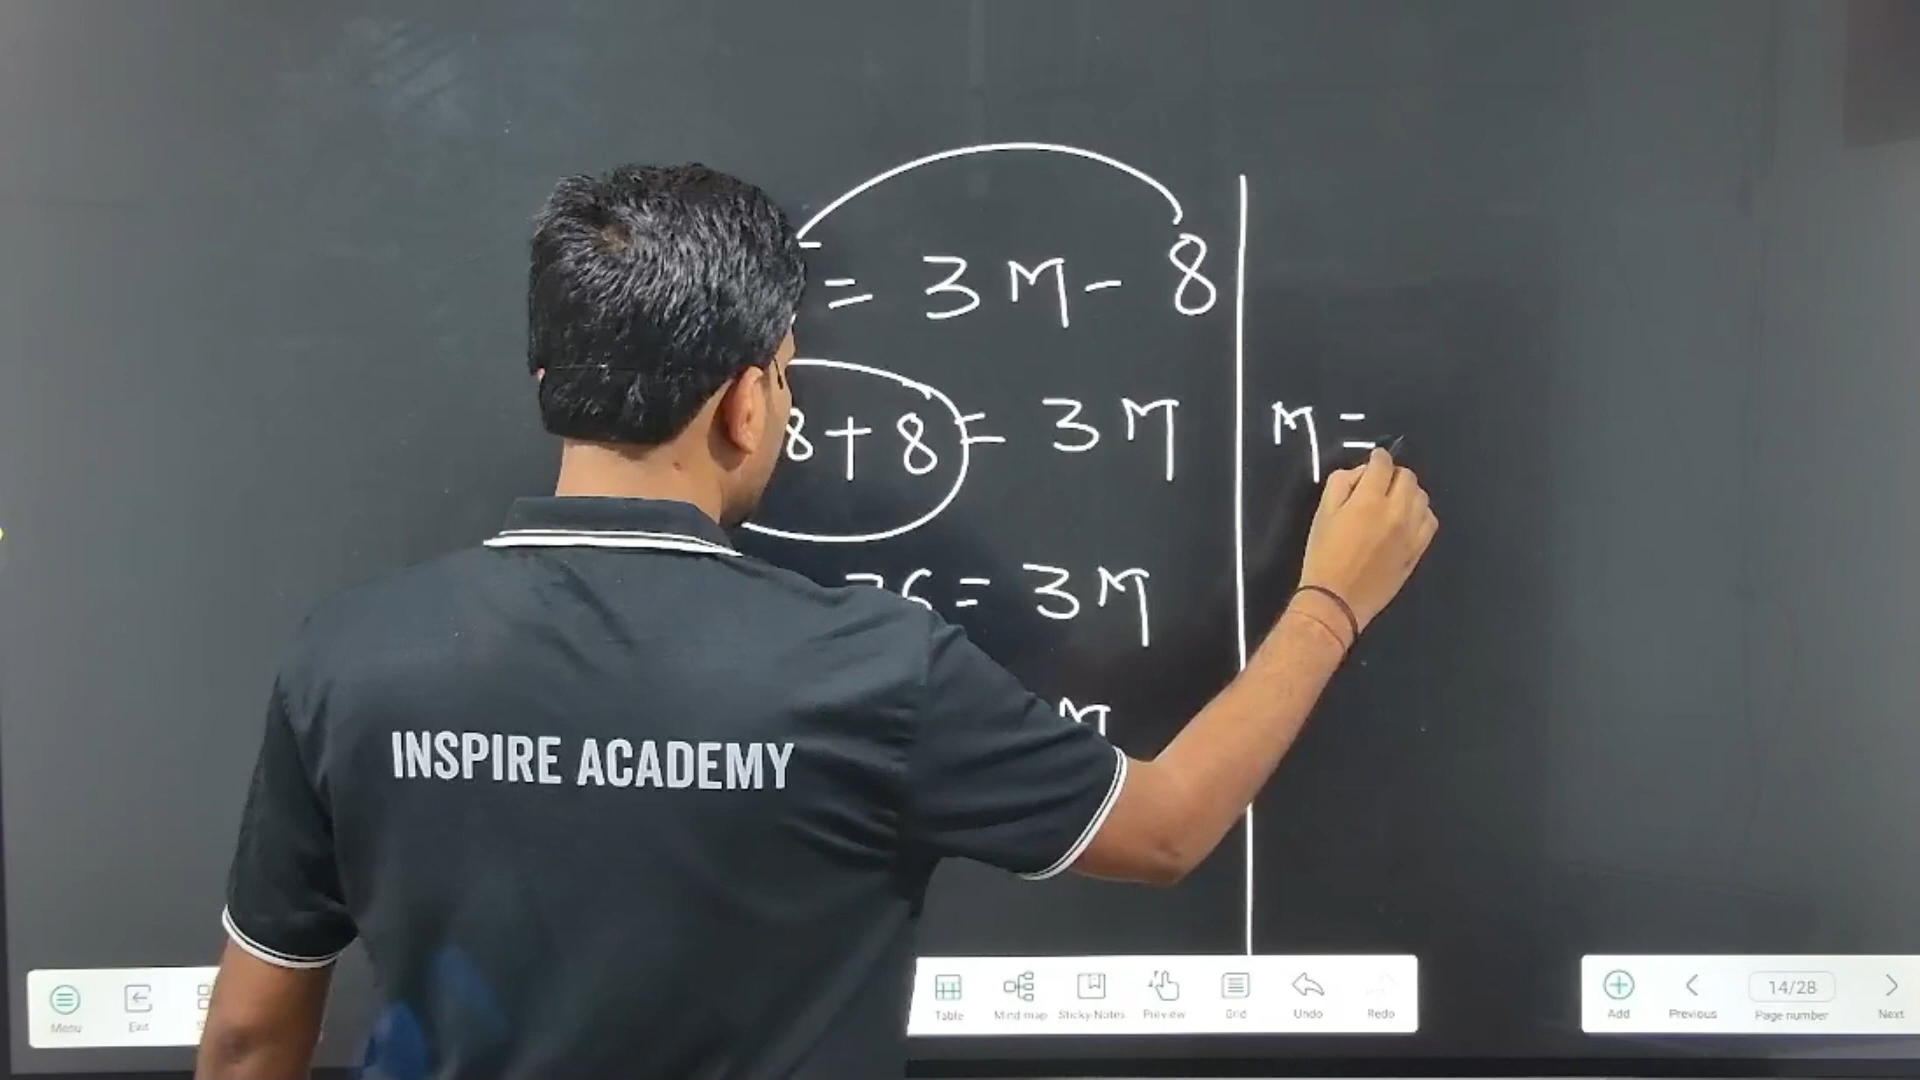 = 3M - 8
8 + 8 = 3M
= 3M
M
M =
INSPIRE ACADEMY
Menu Exit
Table Mind map Sticky Notes Preview Grid Undo Redo
Add Previous 14/28 Page number Next